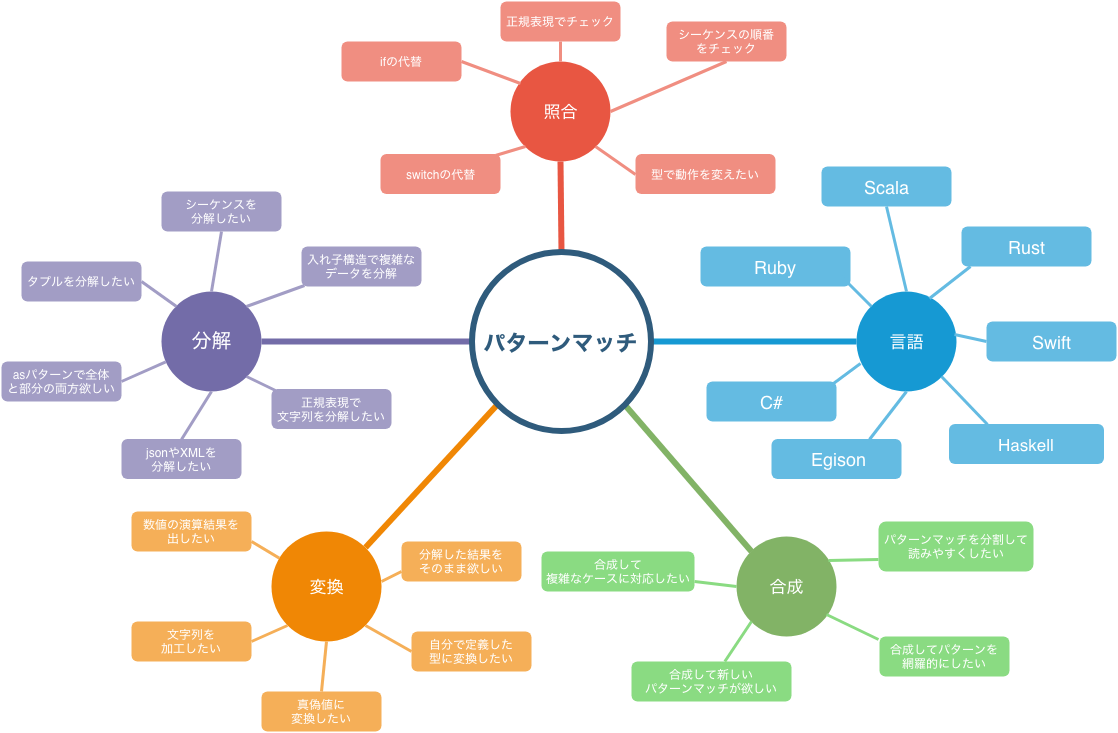 正規表現でチェック
シーケンスの順番
をチェック
ifの代替
照合
switchの代替
型で動作を変えたい
Scala
Rust
Ruby
言語
Swift
C#
Haskell
Egison
シーケンスを
分解したい
入れ子構造で複雑な
データを分解
タプルを分解したい
分解
asパターンで全体
と部分の両方欲しい
正規表現で
文字列を分解したい
jsonやXMLを
分解したい
パターンマッチ
数値の演算結果を
出したい
分解した結果を
そのまま欲しい
変換
文字列を
加工したい
自分で定義した
型に変換したい
真偽値に
変換したい
パターンマッチを分割して
読みやすくしたい
合成して
複雑なケースに対応したい
合成
合成してパターンを
網羅的にしたい
合成して新しい
パターンマッチが欲しい